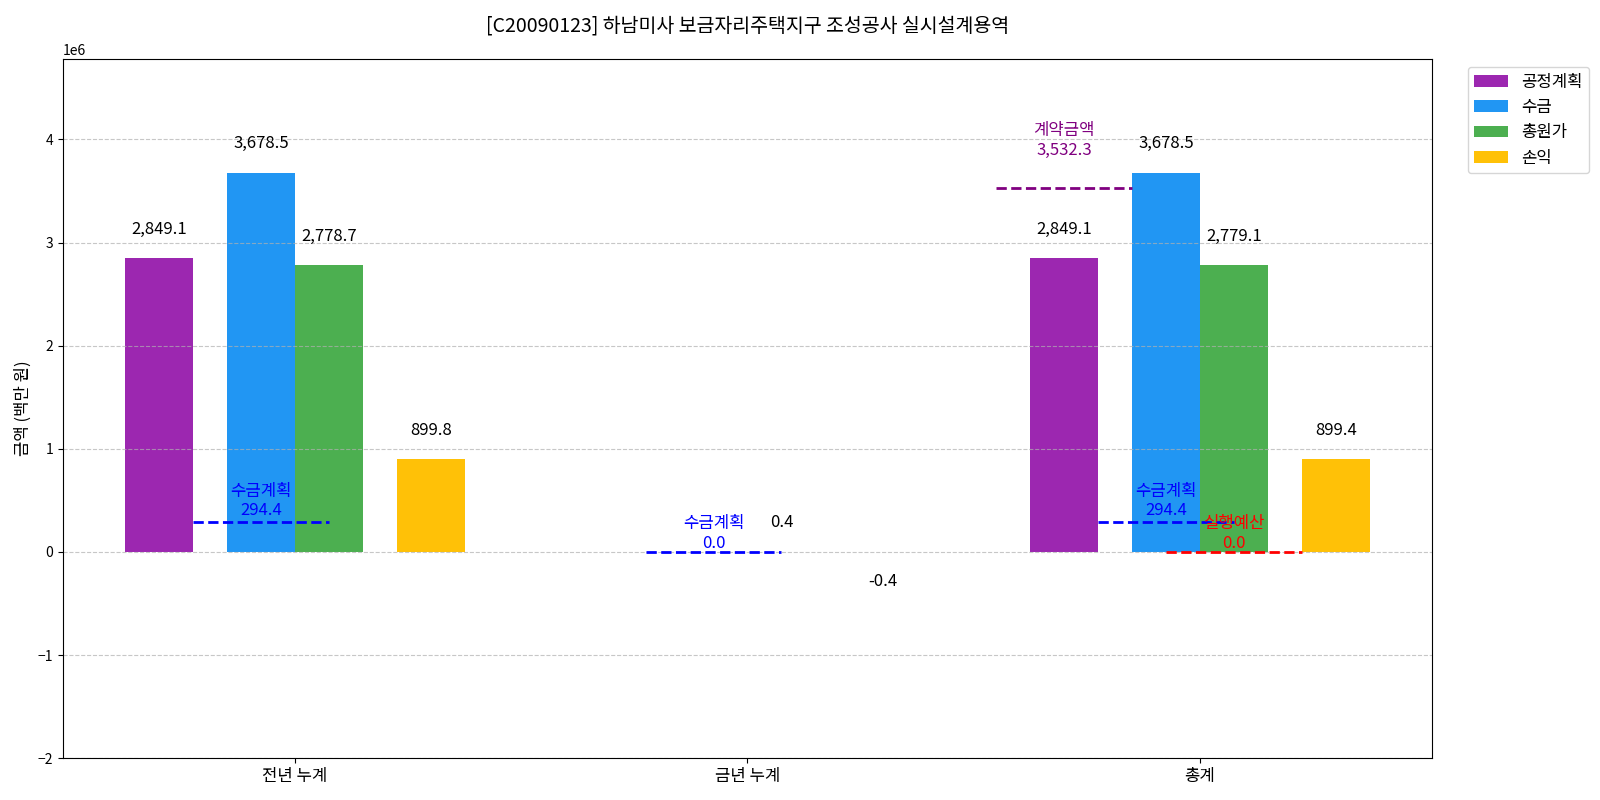 [C20090123] 하남미사 보금자리주택지구 조성공사 실시설계용역
1e6
금액 (백만 원)
4
3
2
1
0
−1
−2
2,849.1
3,678.5
2,778.7
899.8
수금계획
294.4
수금계획
0.0
0.4
-0.4
계약금액
3,532.3
2,849.1
3,678.5
2,779.1
899.4
수금계획
294.4
실행예산
0.0
전년 누계
금년 누계
총계
공정계획
수금
총원가
손익